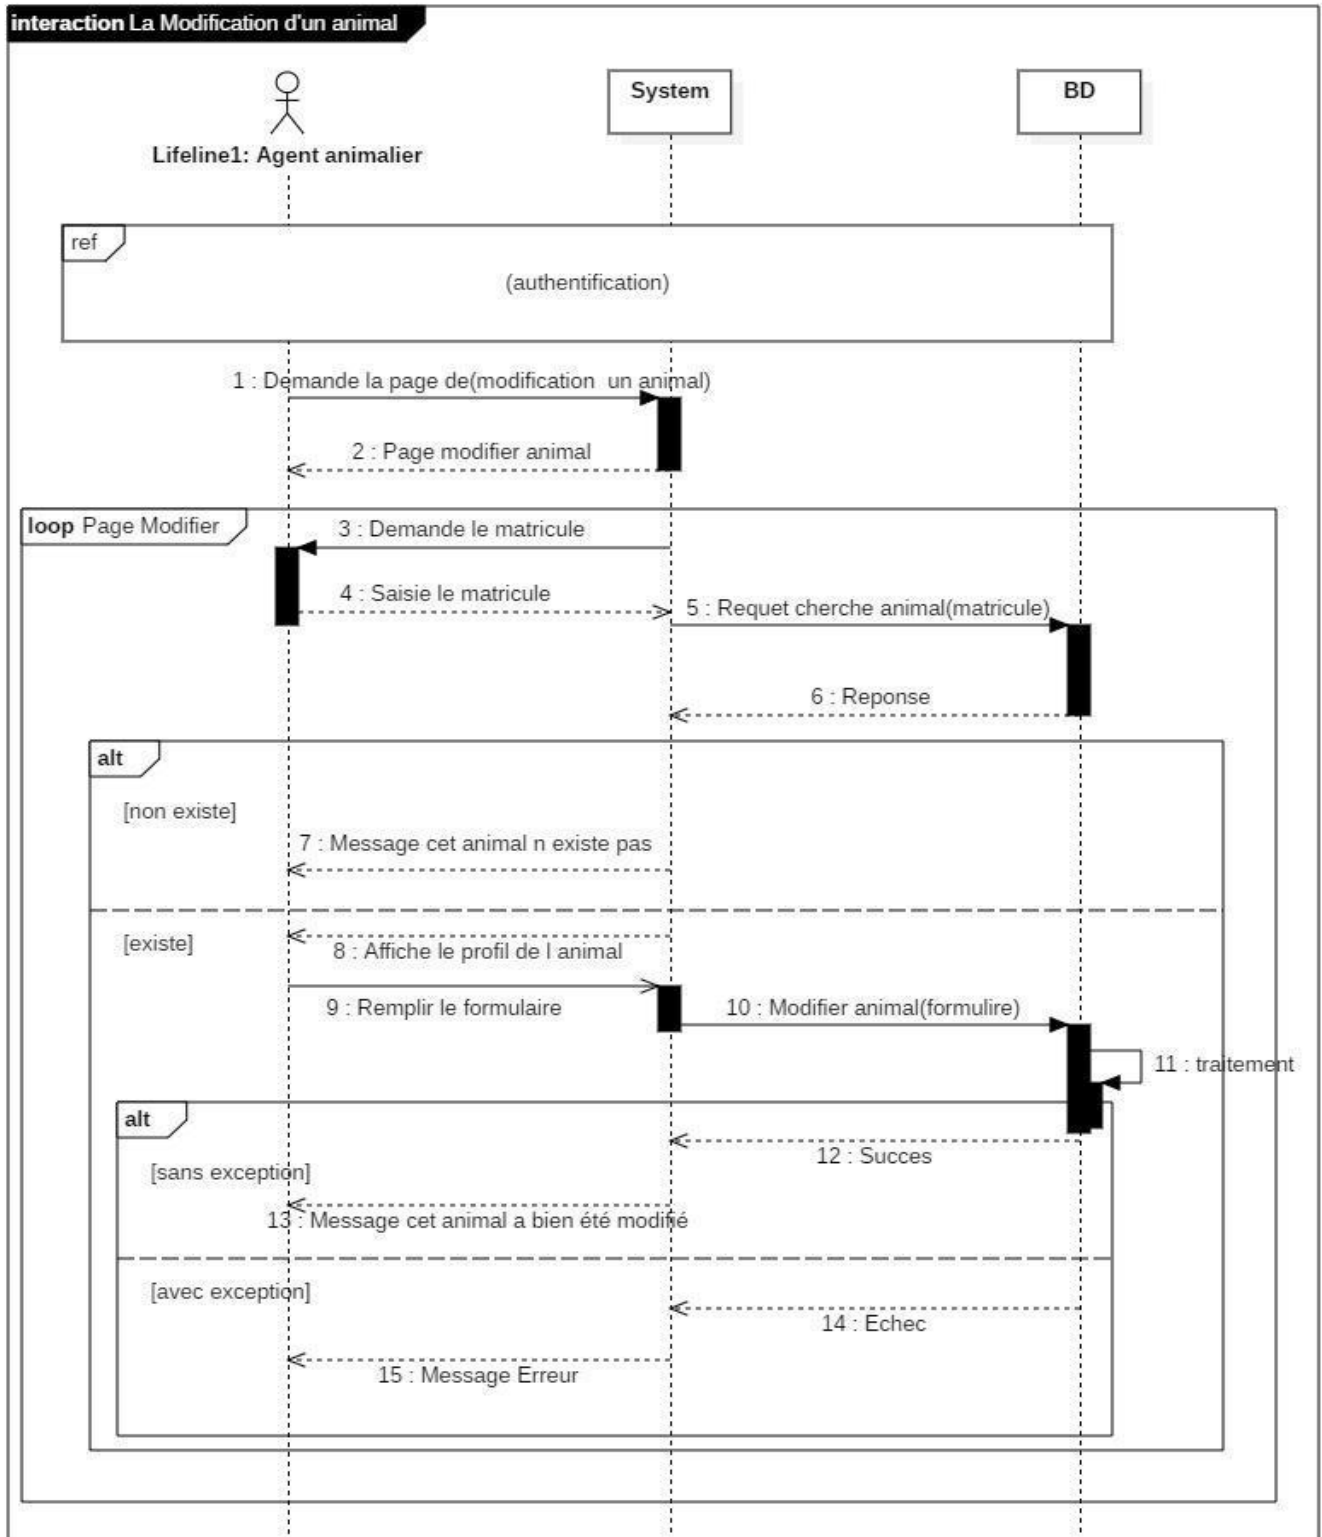 interaction La Modification d'un animal
System
BD
Lifeline1: Agent animalier
ref
(authentification)
1 : Demande la page de(modification  un animal)
2 : Page modifier animal
loop Page Modifier
3 : Demande le matricule
4 : Saisie le matricule
5 : Requet cherche animal(matricule)
6 : Reponse
alt
[non existe]
7 : Message cet animal n existe pas
[existe]
8 : Affiche le profil de l animal
9 : Remplir le formulaire
10 : Modifier animal(formulire)
11 : traitement
alt
12 : Succes
[sans exception]
13 : Message cet animal a bien été modifié
[avec exception]
14 : Echec
15 : Message Erreur